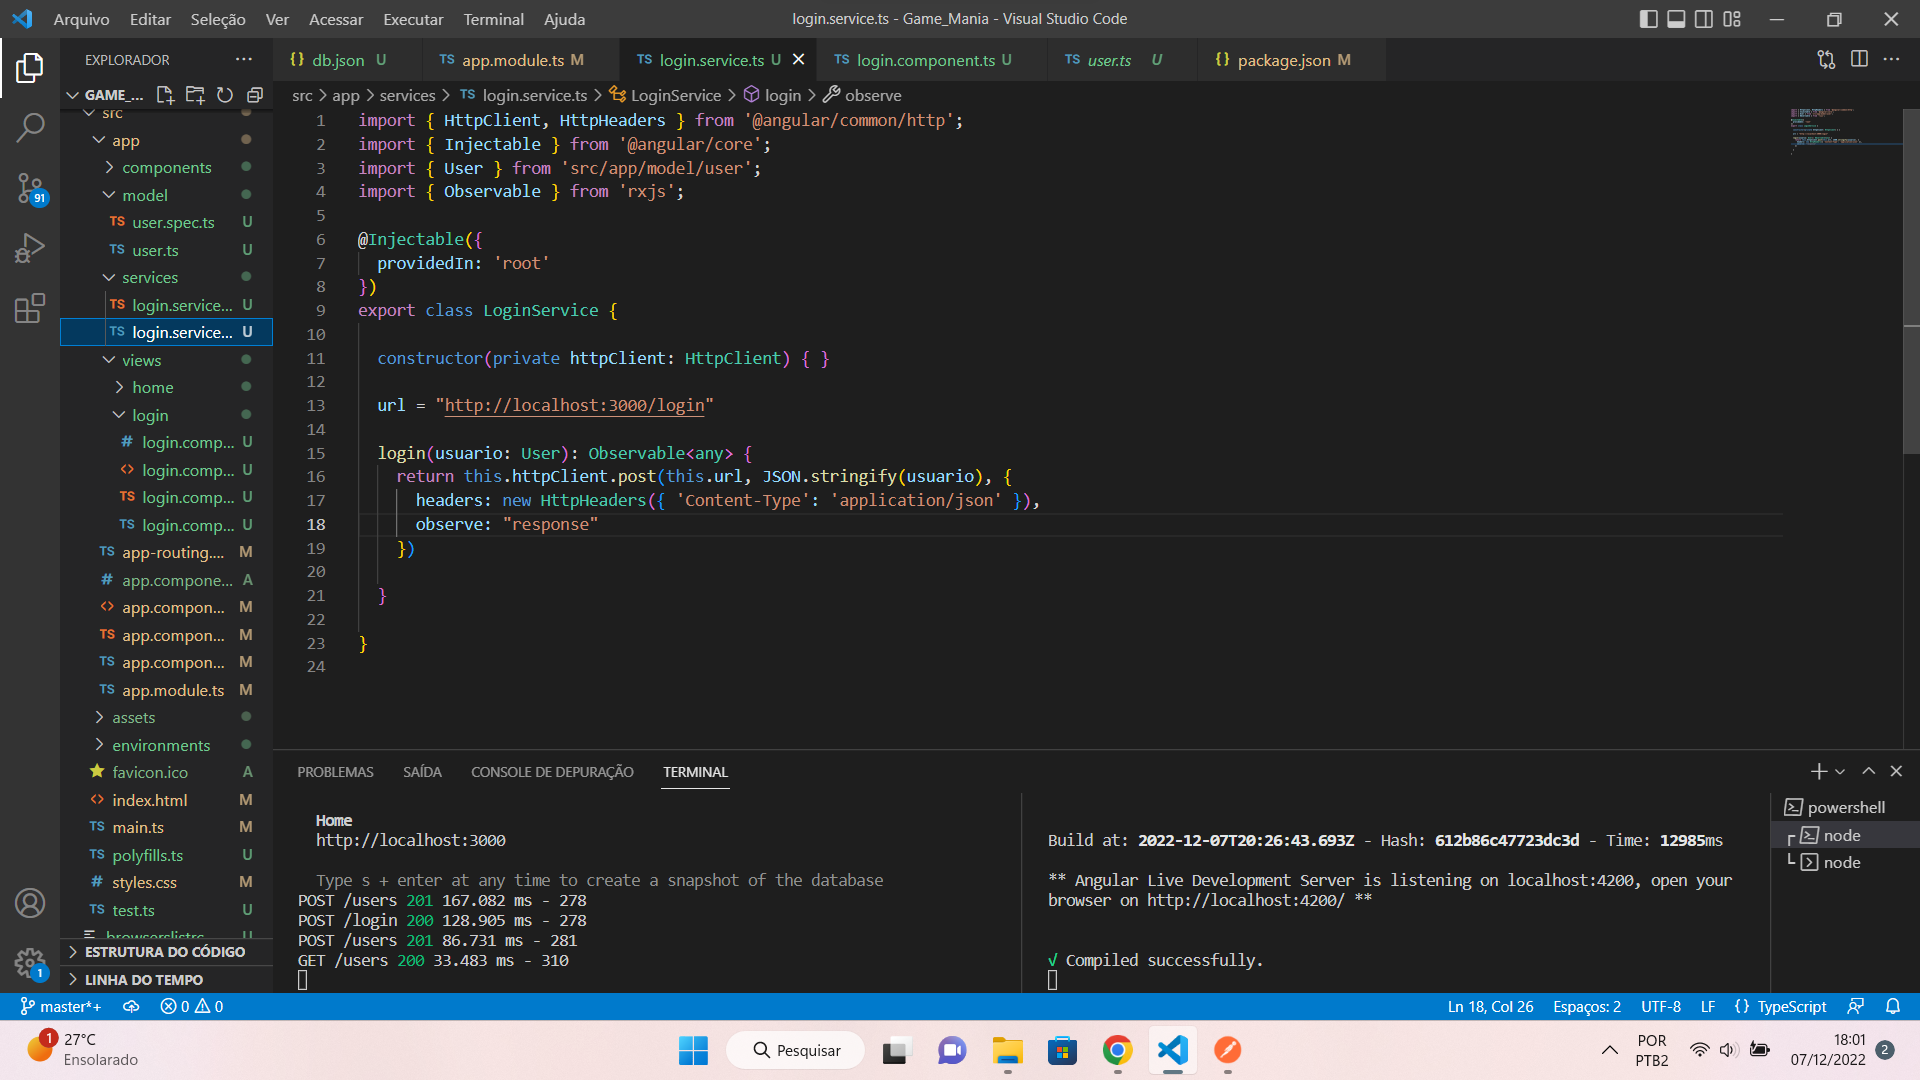 Arquivo Editar Seleção Ver Acessar Executar Terminal Ajuda
login.service.ts - Game_Mania - Visual Studio Code
EXPLORADOR
{} db.json U
TS app.module.ts M
TS login.service.ts U
TS login.component.ts U
TS user.ts U
{} package.json M
GAME_...
src > app > services > TS login.service.ts > LoginService > login > observe
src
app
components
model
TS user.spec.ts U
TS user.ts U
services
TS login.service... U
TS login.service... U
views
home
login
# login.comp... U
<> login.comp... U
TS login.comp... U
TS login.comp... U
TS app-routing.... M
# app.compone... A
<> app.compon... M
TS app.compon... M
TS app.compon... M
TS app.module.ts M
assets
environments
favicon.ico A
<> index.html M
TS main.ts M
TS polyfills.ts U
# styles.css M
TS test.ts U
.browserslistrc U
ESTRUTURA DO CÓDIGO
LINHA DO TEMPO
91
1
1 import { HttpClient, HttpHeaders } from '@angular/common/http';
2 import { Injectable } from '@angular/core';
3 import { User } from 'src/app/model/user';
4 import { Observable } from 'rxjs';
5
6 @Injectable({
7 providedIn: 'root'
8 })
9 export class LoginService {
10
11 constructor(private httpClient: HttpClient) { }
12
13 url = "http://localhost:3000/login"
14
15 login(usuario: User): Observable<any> {
16 return this.httpClient.post(this.url, JSON.stringify(usuario), {
17 headers: new HttpHeaders({ 'Content-Type': 'application/json' }),
18 observe: "response"
19 })
20
21 }
22
23 }
24
PROBLEMAS SAÍDA CONSOLE DE DEPURAÇÃO TERMINAL
Home
http://localhost:3000
Type s + enter at any time to create a snapshot of the database
POST /users 201 167.082 ms - 278
POST /login 200 128.905 ms - 278
POST /users 201 86.731 ms - 281
GET /users 200 33.483 ms - 310
Build at: 2022-12-07T20:26:43.693Z - Hash: 612b86c47723dc3d - Time: 12985ms
** Angular Live Development Server is listening on localhost:4200, open your
browser on http://localhost:4200/ **
√ Compiled successfully.
powershell
node
node
master*+ 0 0
Ln 18, Col 26 Espaços: 2 UTF-8 LF {} TypeScript
1
27°C
Ensolarado
Pesquisar
POR
PTB2
18:01
07/12/2022
2